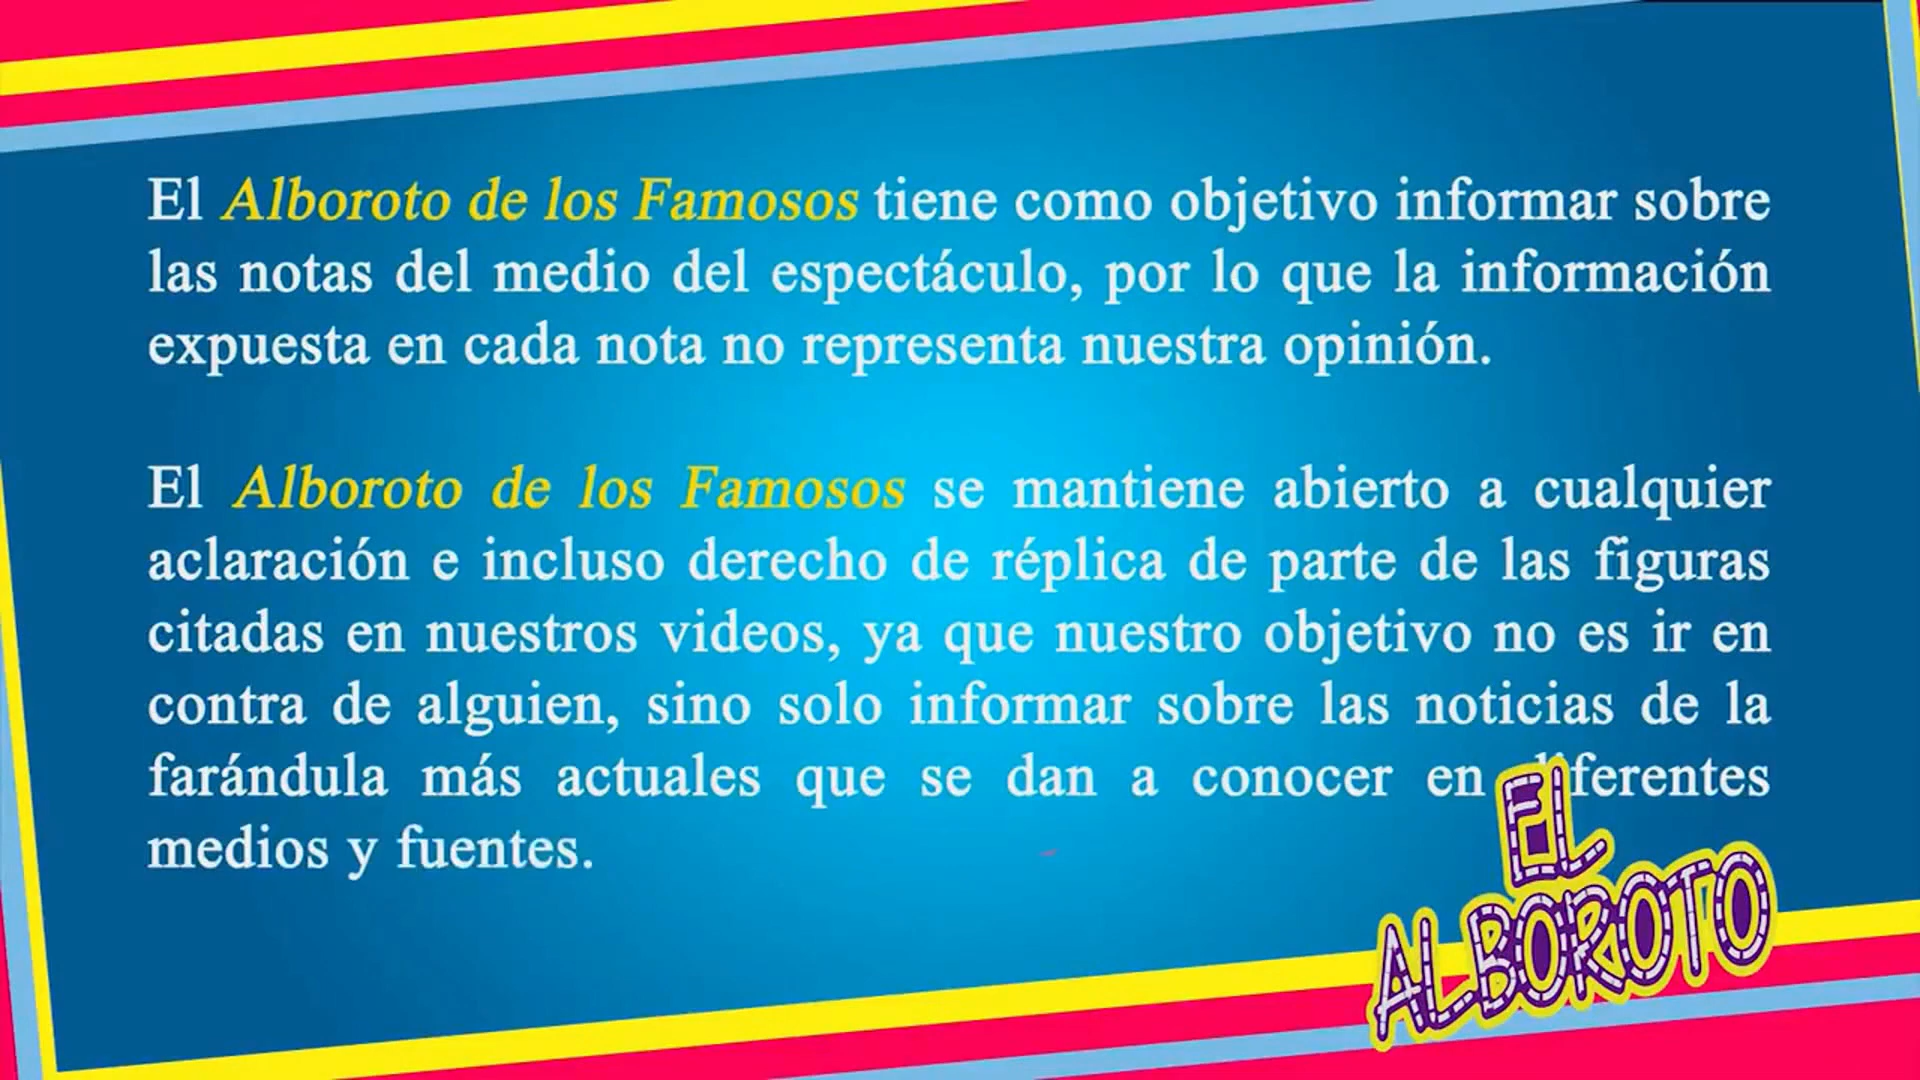 El Alboroto de los Famosos tiene como objetivo informar sobre
las notas del medio del espectáculo, por lo que la información
expuesta en cada nota no representa nuestra opinión.
El Alboroto de los Famosos se mantiene abierto a cualquier
aclaración e incluso derecho de réplica de parte de las figuras
citadas en nuestros videos, ya que nuestro objetivo no es ir en
contra de alguien, sino solo informar sobre las noticias de la
farándula más actuales que se dan a conocer en diferentes
medios y fuentes.
EL
ALBOROTO